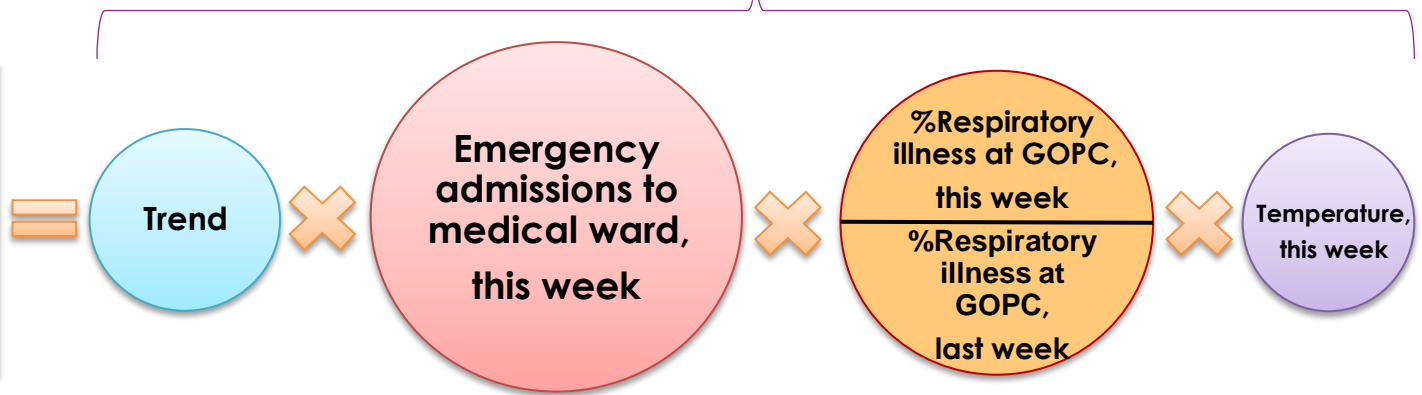 Trend
Emergency
admissions to
medical ward,
this week
%Respiratory
illness at GOPC,
this week
%Respiratory
illness at
GOPC,
last week
Temperature,
this week